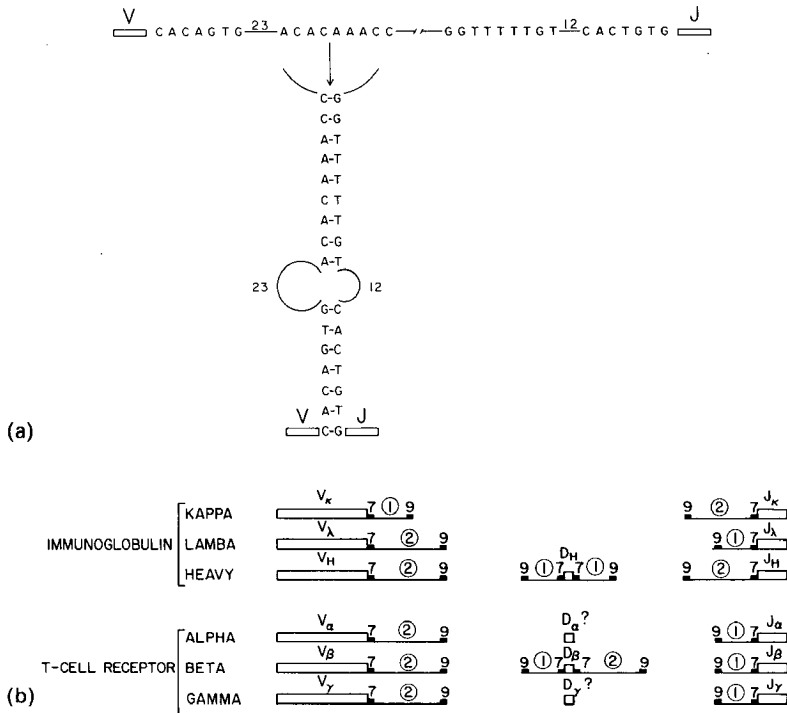 V
J
CACAGTG 23 ACACAAACC GGTTTTTGT 12 CACTGTG
C-G
C-G
A-T
A-T
A-T
C T
A-T
C-G
A-T
23 12
G-C
T-A
G-C
A-T
C-G
A-T
V C-G J
(a)
IMMUNOGLOBULIN
KAPPA Vκ 7 ① 9 9 ② 7 Jκ
LAMBA Vλ 7 ② 9 9 ① 7 Jλ
HEAVY VH 7 ② 9 9 ① 7 DH 7 ① 9 9 ② 7 JH
T-CELL RECEPTOR
ALPHA Vα 7 ② 9 Dα? 9 ① 7 Jα
BETA Vβ 7 ② 9 9 ① 7 Dβ 7 ② 9 9 ① 7 Jβ
GAMMA Vγ 7 ② 9 Dγ? 9 ① 7 Jγ
(b)